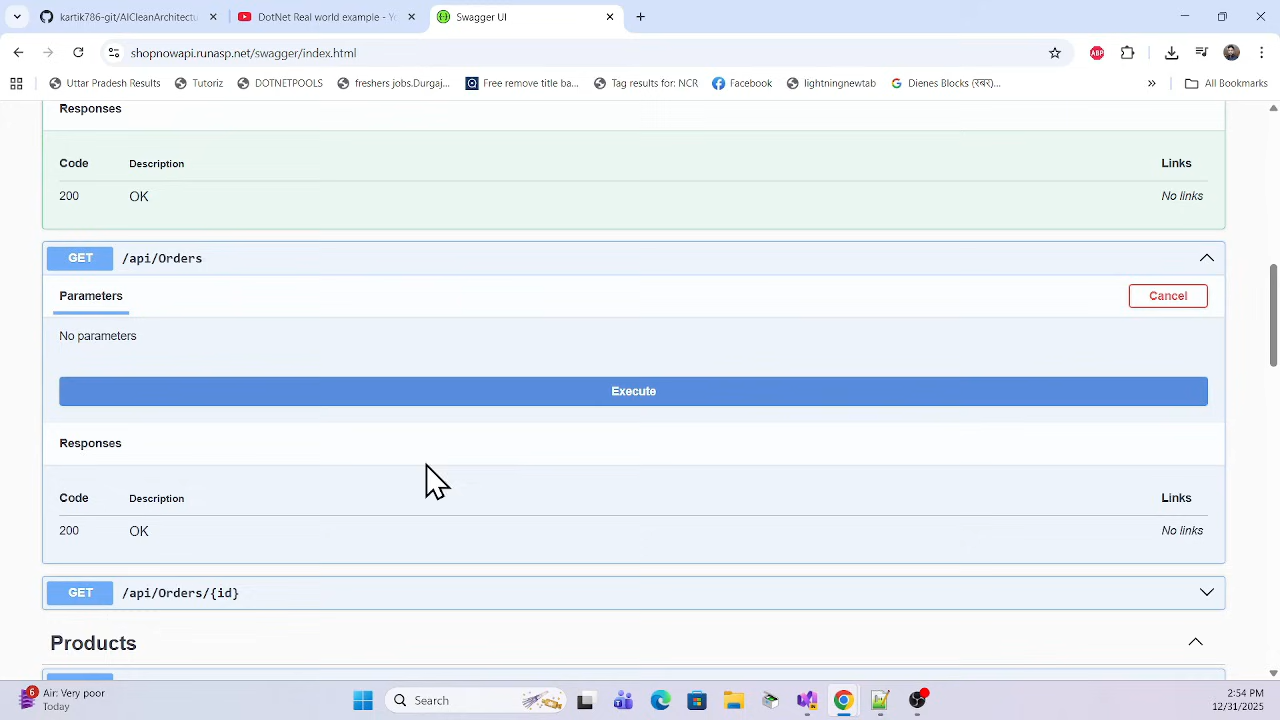 kartik786-git/AICleanArchitectu
DotNet Real world example - Yo
Swagger UI
shopnowapi.runasp.net/swagger/index.html
ABP
Uttar Pradesh Results
Tutoriz
DOTNETPOOLS
freshers jobs.Durgaj...
Free remove title ba...
Tag results for: NCR
Facebook
lightningnewtab
Dienes Blocks
All Bookmarks
Responses
Code Description Links
200 OK No links
GET /api/Orders
Parameters Cancel
No parameters
Execute
Responses
Code Description Links
200 OK No links
GET /api/Orders/{id}
Products
6
Air: Very poor
Today
Search
2:54 PM
12/31/2025